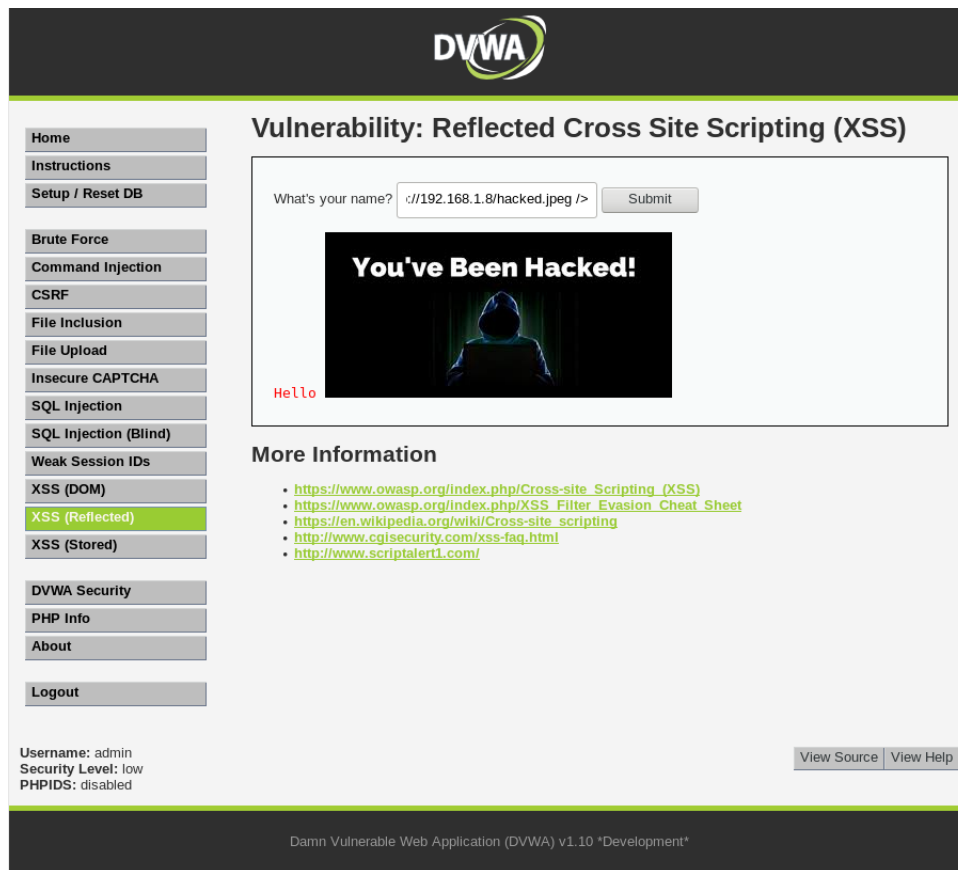 DVWA
Home
Instructions
Setup / Reset DB
Brute Force
Command Injection
CSRF
File Inclusion
File Upload
Insecure CAPTCHA
SQL Injection
SQL Injection (Blind)
Weak Session IDs
XSS (DOM)
XSS (Reflected)
XSS (Stored)
DVWA Security
PHP Info
About
Logout
Vulnerability: Reflected Cross Site Scripting (XSS)
What's your name? ://192.168.1.8/hacked.jpeg /> Submit
You've Been Hacked!
Hello
More Information
• https://www.owasp.org/index.php/Cross-site_Scripting_(XSS)
• https://www.owasp.org/index.php/XSS_Filter_Evasion_Cheat_Sheet
• https://en.wikipedia.org/wiki/Cross-site_scripting
• http://www.cgisecurity.com/xss-faq.html
• http://www.scriptalert1.com/
Username: admin
Security Level: low
PHPIDS: disabled
View Source View Help
Damn Vulnerable Web Application (DVWA) v1.10 *Development*